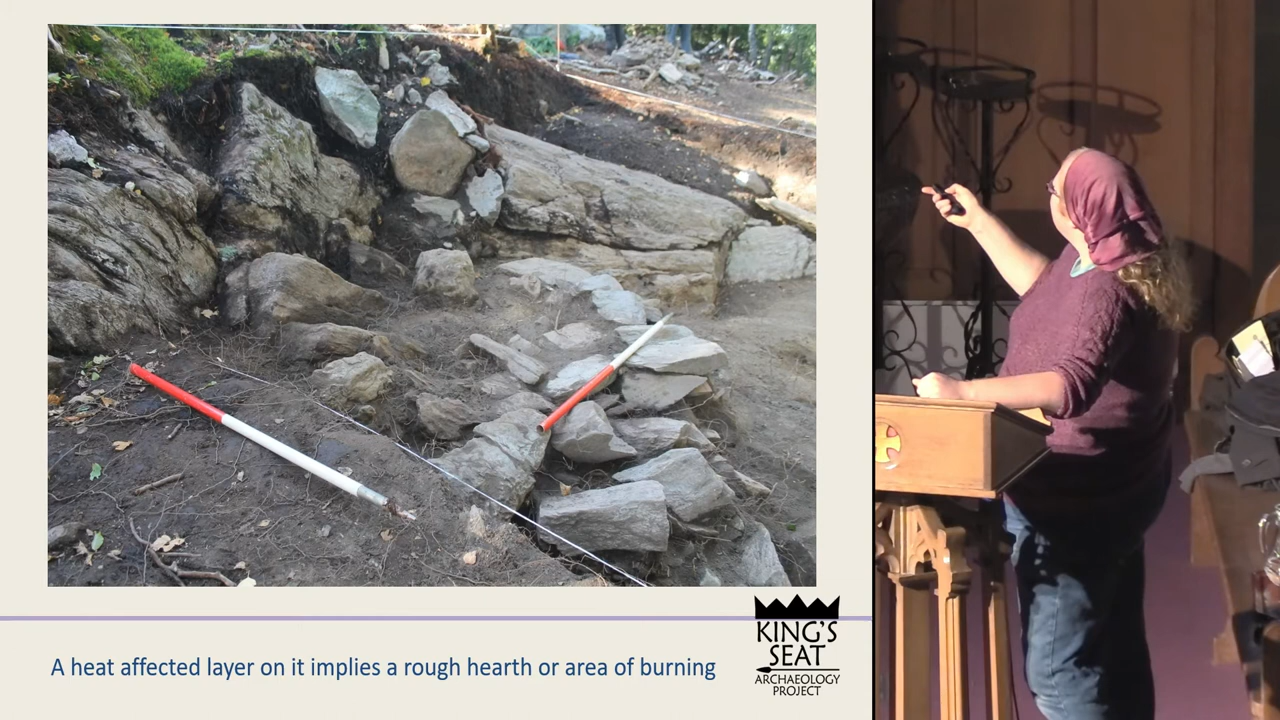 A heat affected layer on it implies a rough hearth or area of burning
KING'S
SEAT
ARCHAEOLOGY
PROJECT